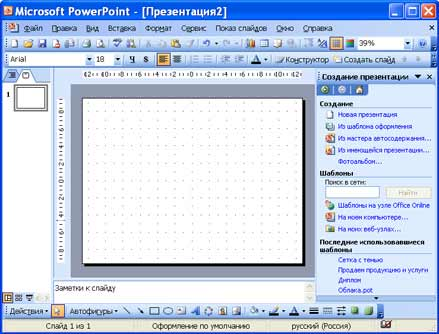 Microsoft PowerPoint - [Презентация2]
Файл Правка Вид Вставка Формат Сервис Показ слайдов Окно Справка
39%
Arial 18 Ж К Ч S Конструктор Создать слайд
Создание презентации
1
Создание
Новая презентация
Из шаблона оформления
Из мастера автосодержания...
Из имеющейся презентации...
Фотоальбом...
Шаблоны
Поиск в сети:
Найти
Шаблоны на узле Office Online
На моем компьютере...
На моих веб-узлах...
Последние использовавшиеся
шаблоны
Сетка с тенью
Продаем продукцию и услуги
Диплом
Облака.pot
Заметки к слайду
Действия Автофигуры
Слайд 1 из 1 Оформление по умолчанию русский (Россия)